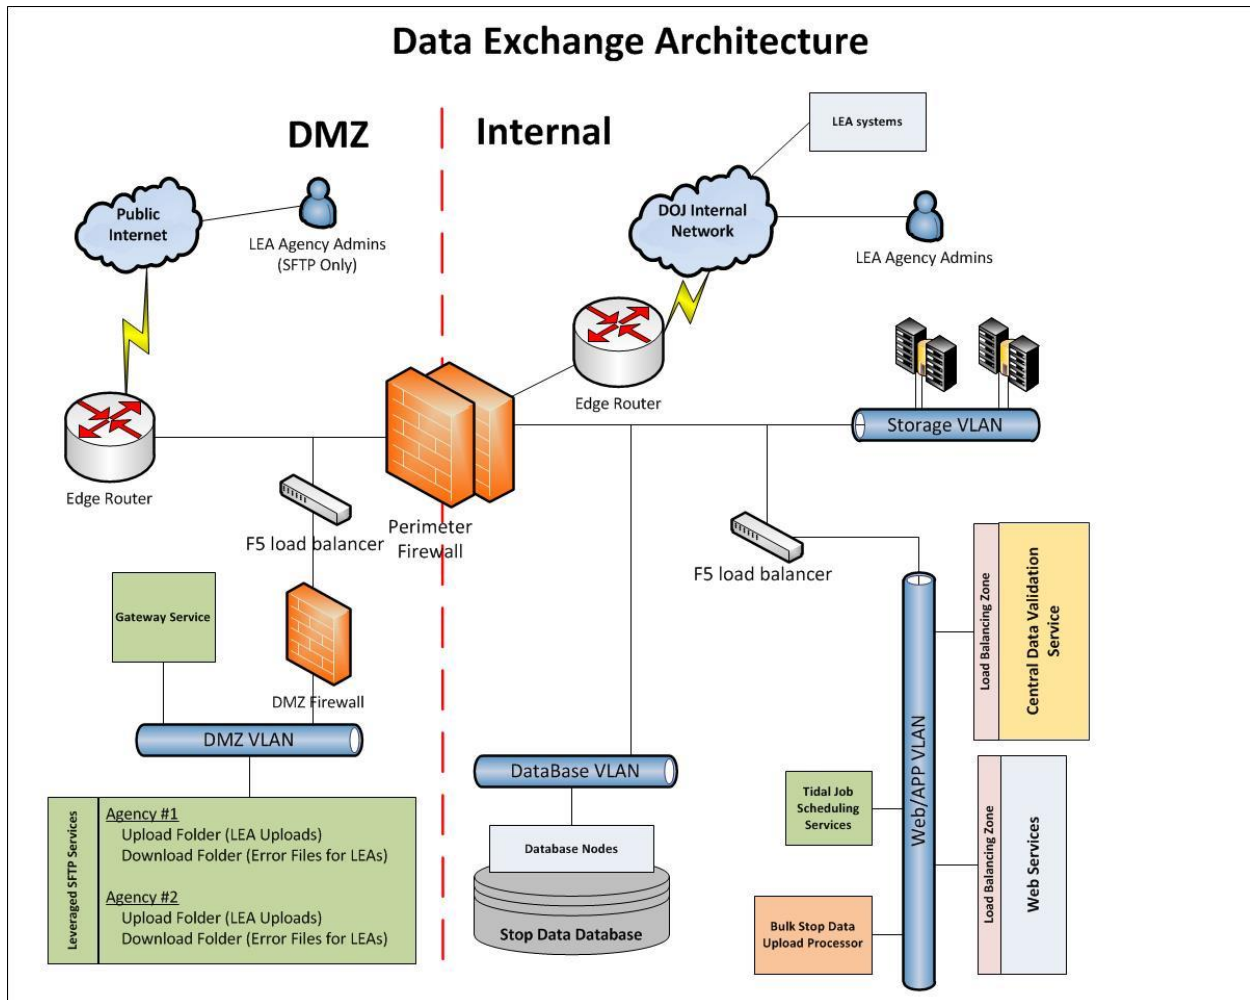 Data Exchange Architecture
DMZ
Internal
LEA systems
Public
Internet
LEA Agency Admins
(SFTP Only)
DOJ Internal
Network
LEA Agency Admins
Edge Router
Storage VLAN
Edge Router
Perimeter
Firewall
F5 load balancer
F5 load balancer
Gateway Service
DMZ Firewall
DMZ VLAN
Leveraged SFTP Services
Agency #1
Upload Folder (LEA Uploads)
Download Folder (Error Files for LEAs)
Agency #2
Upload Folder (LEA Uploads)
Download Folder (Error Files for LEAs)
DataBase VLAN
Database Nodes
Stop Data Database
Web/APP VLAN
Load Balancing Zone
Central Data Validation
Service
Tidal Job
Scheduling
Services
Load Balancing Zone
Web Services
Bulk Stop Data
Upload Processor